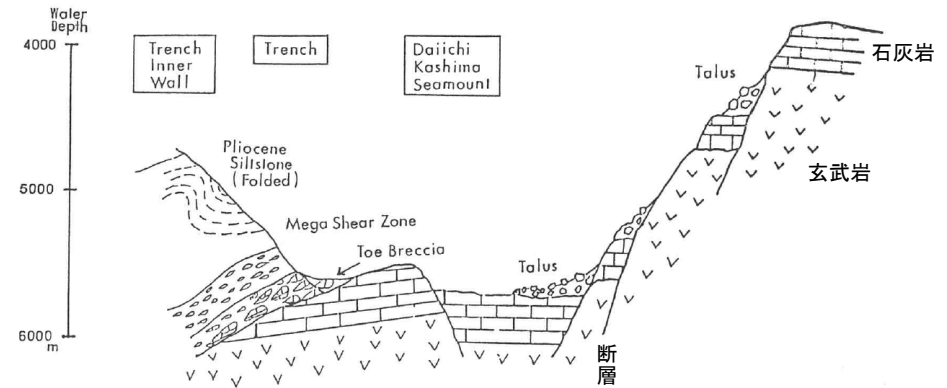 Water
Depth
4000
5000
6000
m
Trench
Inner
Wall
Trench
Daiichi
Kashima
Seamount
Talus
石灰岩
玄武岩
Pliocene
Siltstone
(Folded)
Mega Shear Zone
Toe Breccia
Talus
断層